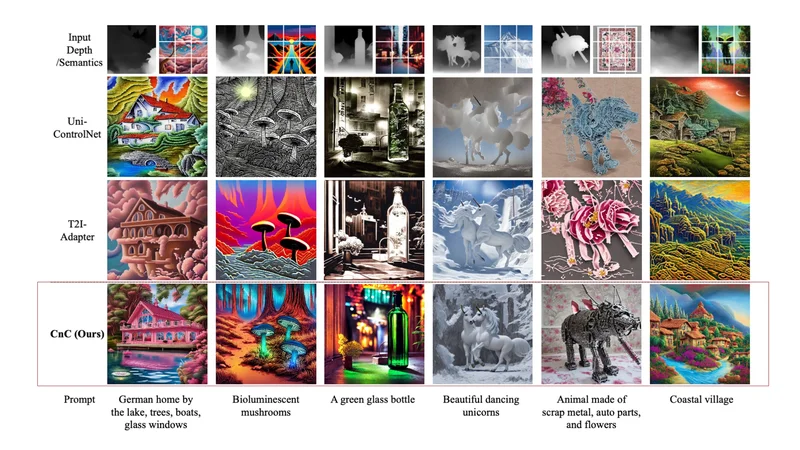 Input
Depth
/Semantics
Uni-
ControlNet
T2I-
Adapter
CnC (Ours)
Prompt
German home by
the lake, trees, boats,
glass windows
Bioluminescent
mushrooms
A green glass bottle
Beautiful dancing
unicorns
Animal made of
scrap metal, auto parts,
and flowers
Coastal village